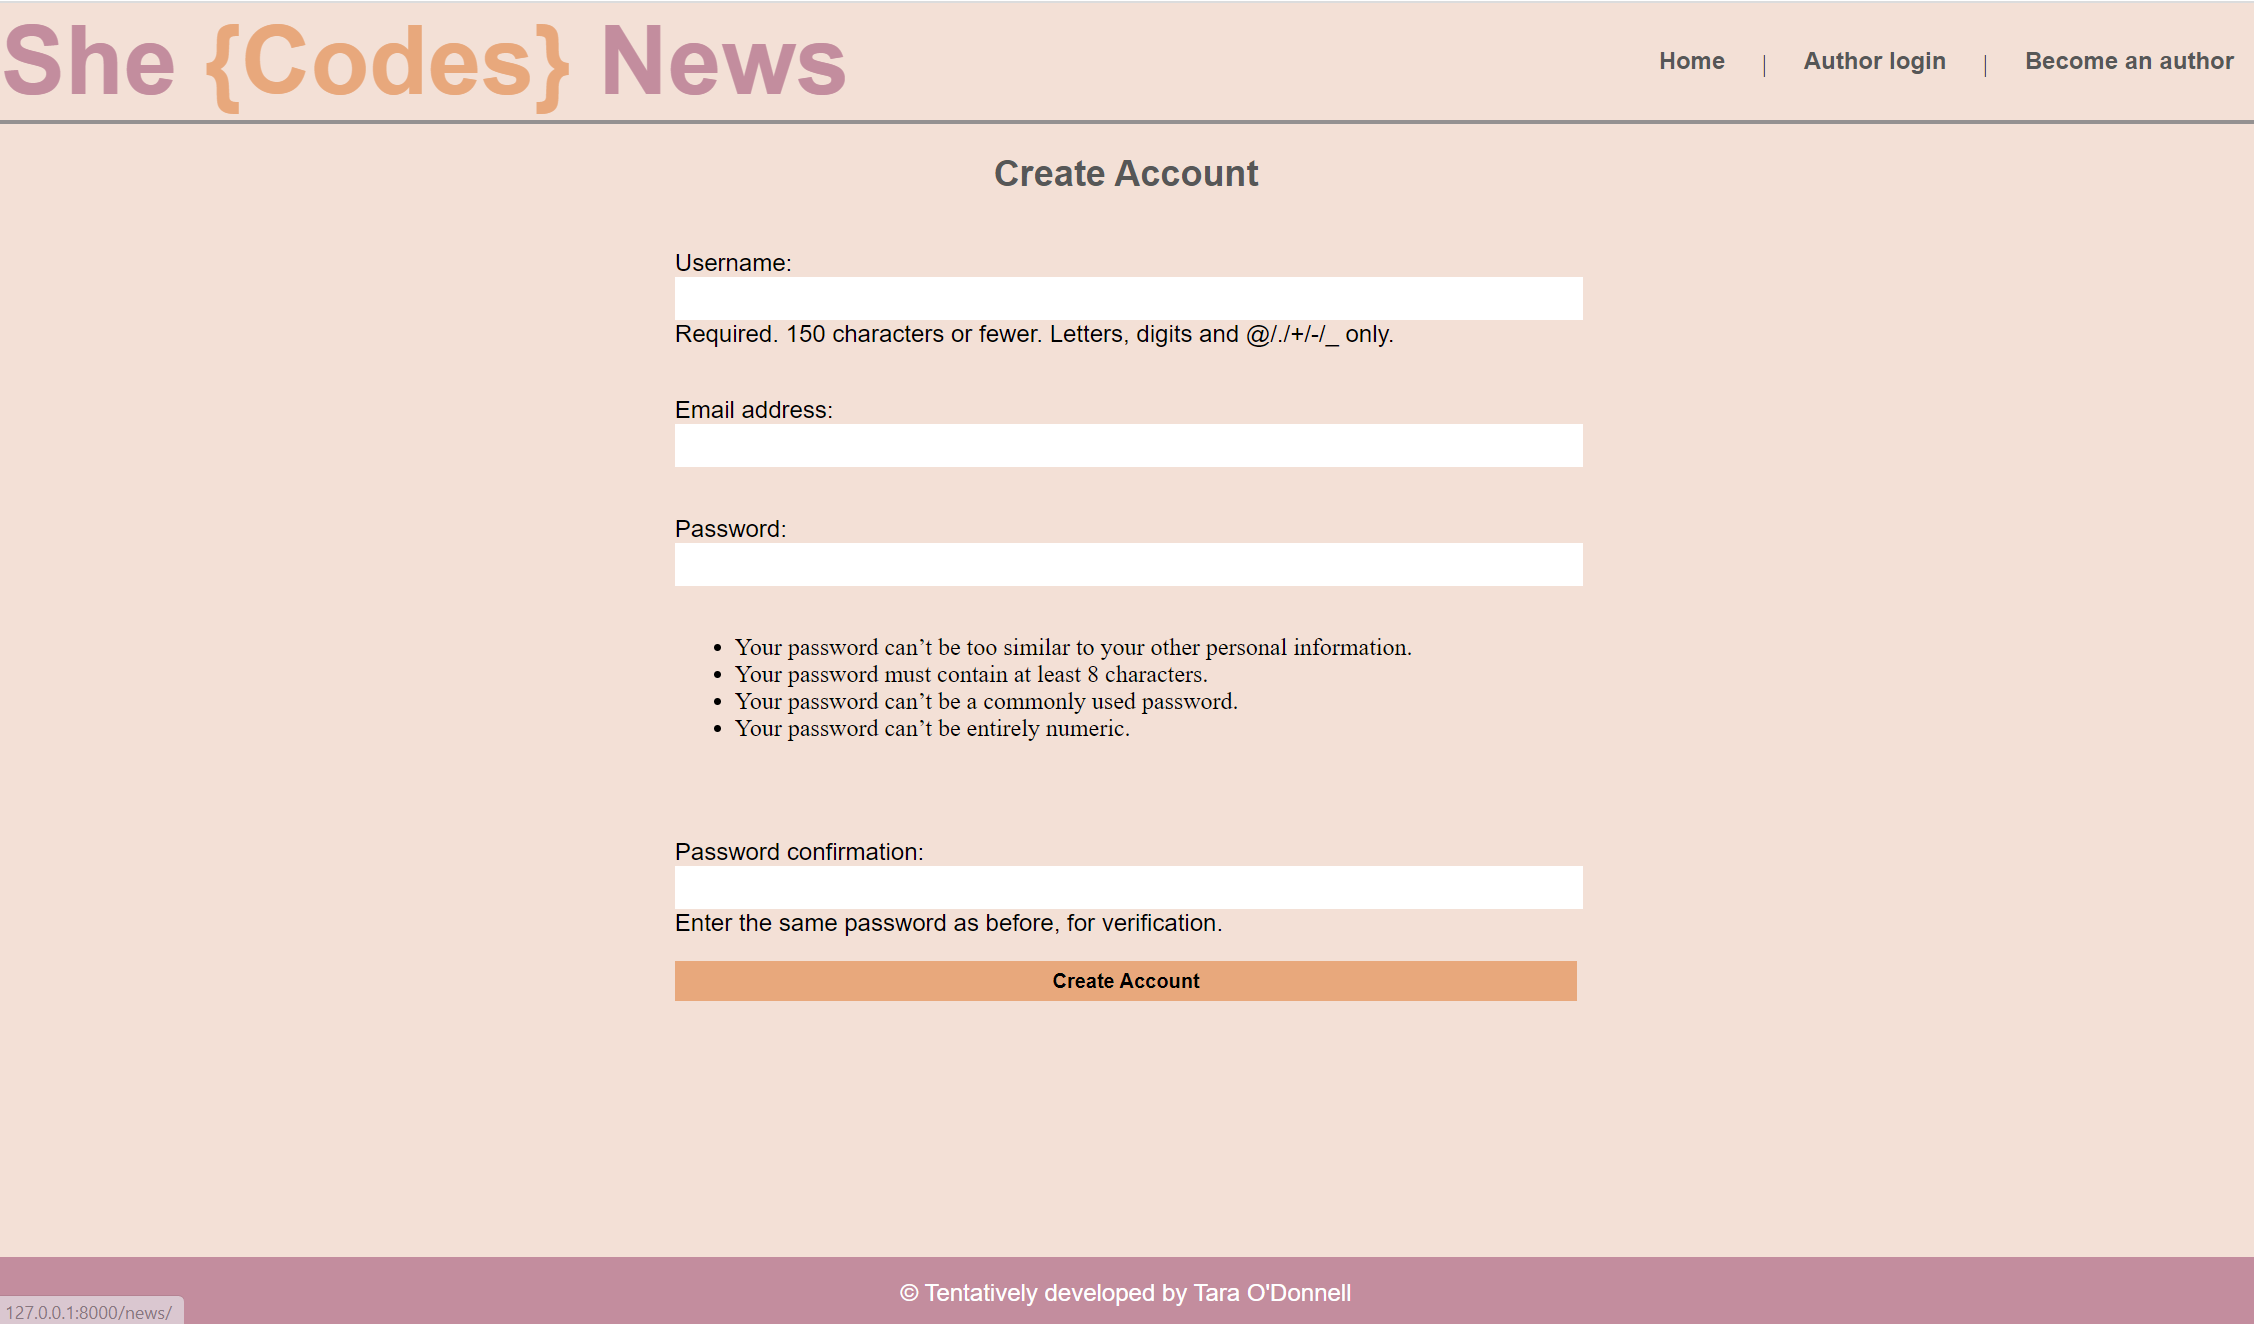 She {Codes} News
Home | Author login | Become an author
Create Account
Username:
Required. 150 characters or fewer. Letters, digits and @/./+/-/_ only.
Email address:
Password:
• Your password can’t be too similar to your other personal information.
• Your password must contain at least 8 characters.
• Your password can’t be a commonly used password.
• Your password can’t be entirely numeric.
Password confirmation:
Enter the same password as before, for verification.
Create Account
© Tentatively developed by Tara O'Donnell
127.0.0.1:8000/news/